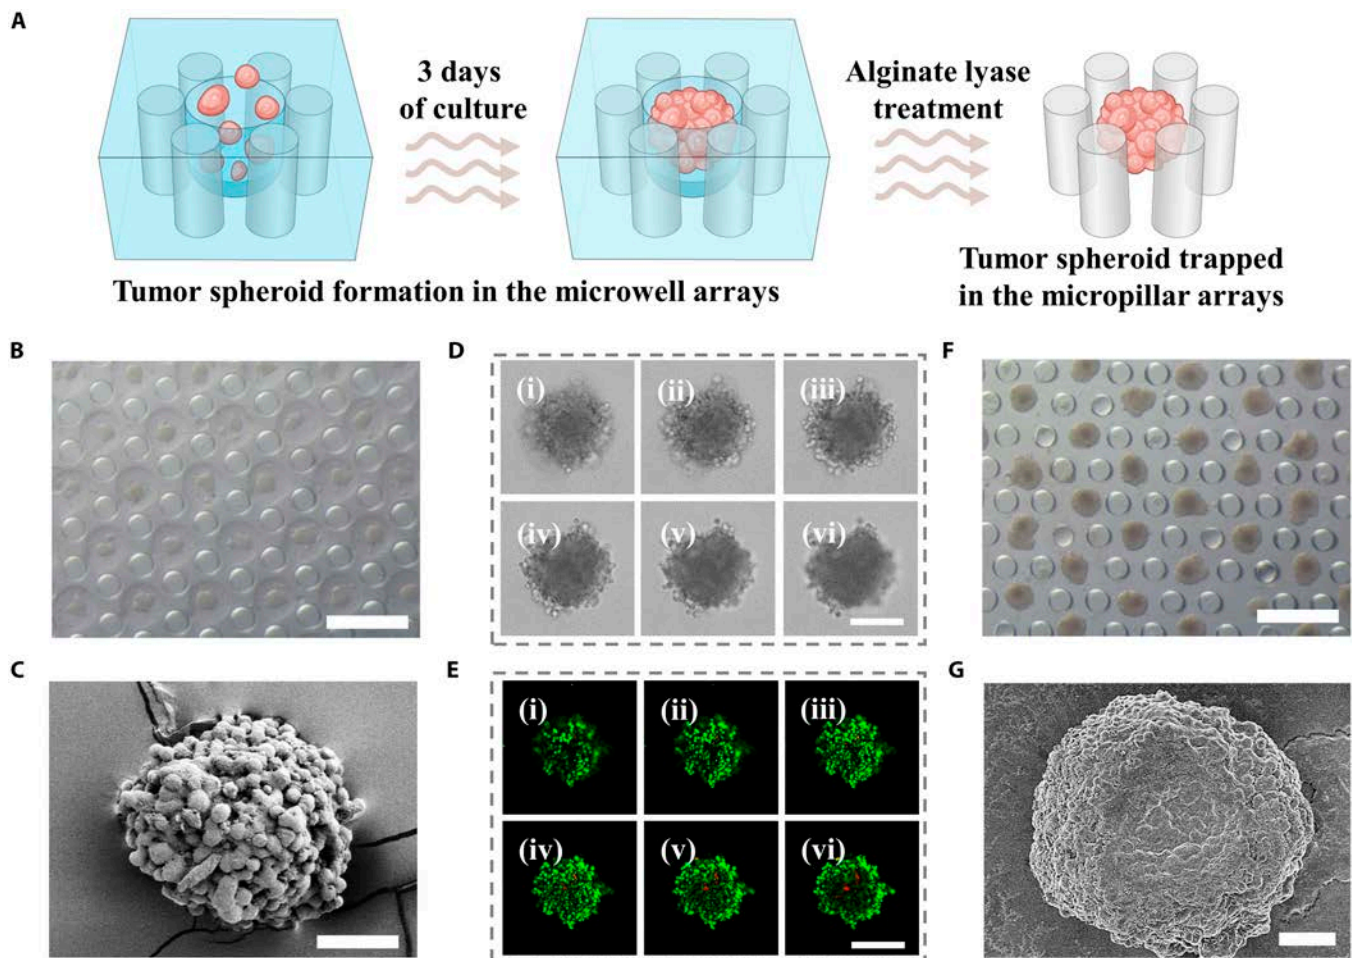 A
3 days
of culture
Alginate lyase
treatment
Tumor spheroid formation in the microwell arrays
Tumor spheroid trapped
in the micropillar arrays
B
D
F
(i)
(ii)
(iii)
(iv)
(v)
(vi)
C
E
G
(i)
(ii)
(iii)
(iv)
(v)
(vi)